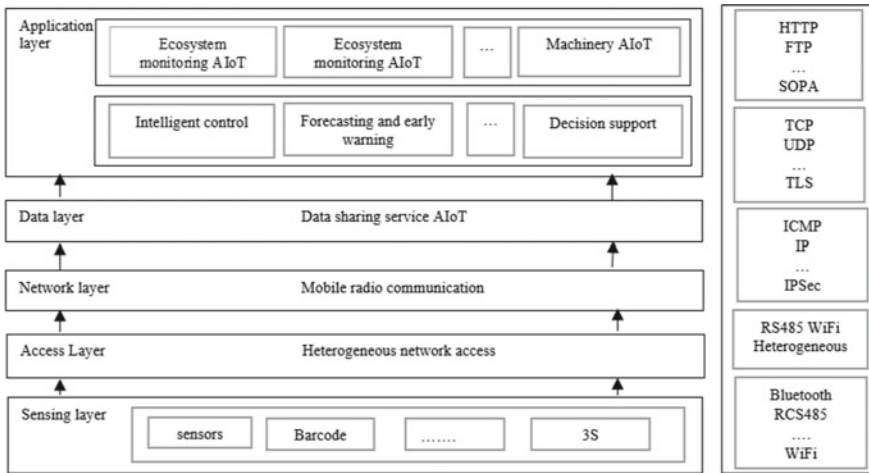 Application
layer
Ecosystem
monitoring AIoT
Ecosystem
monitoring AIoT
...
Machinery AIoT
Intelligent control
Forecasting and early
warning
...
Decision support
Data layer
Data sharing service AIoT
Network layer
Mobile radio communication
Access Layer
Heterogeneous network access
Sensing layer
sensors
Barcode
…….
3S
HTTP
FTP
...
SOPA
TCP
UDP
...
TLS
ICMP
IP
...
IPSec
RS485 WiFi
Heterogeneous
Bluetooth
RCS485
....
WiFi